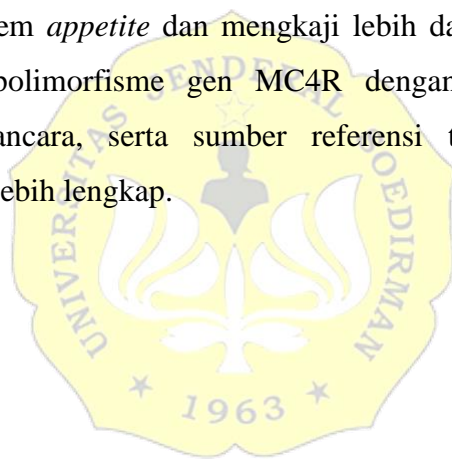 em appetite dan mengkaji lebih da
polimorfisme gen MC4R dengan
ancara, serta sumber referensi t
ebih lengkap.
UNIVERSITAS JENDERAL SOEDIRMAN
1963